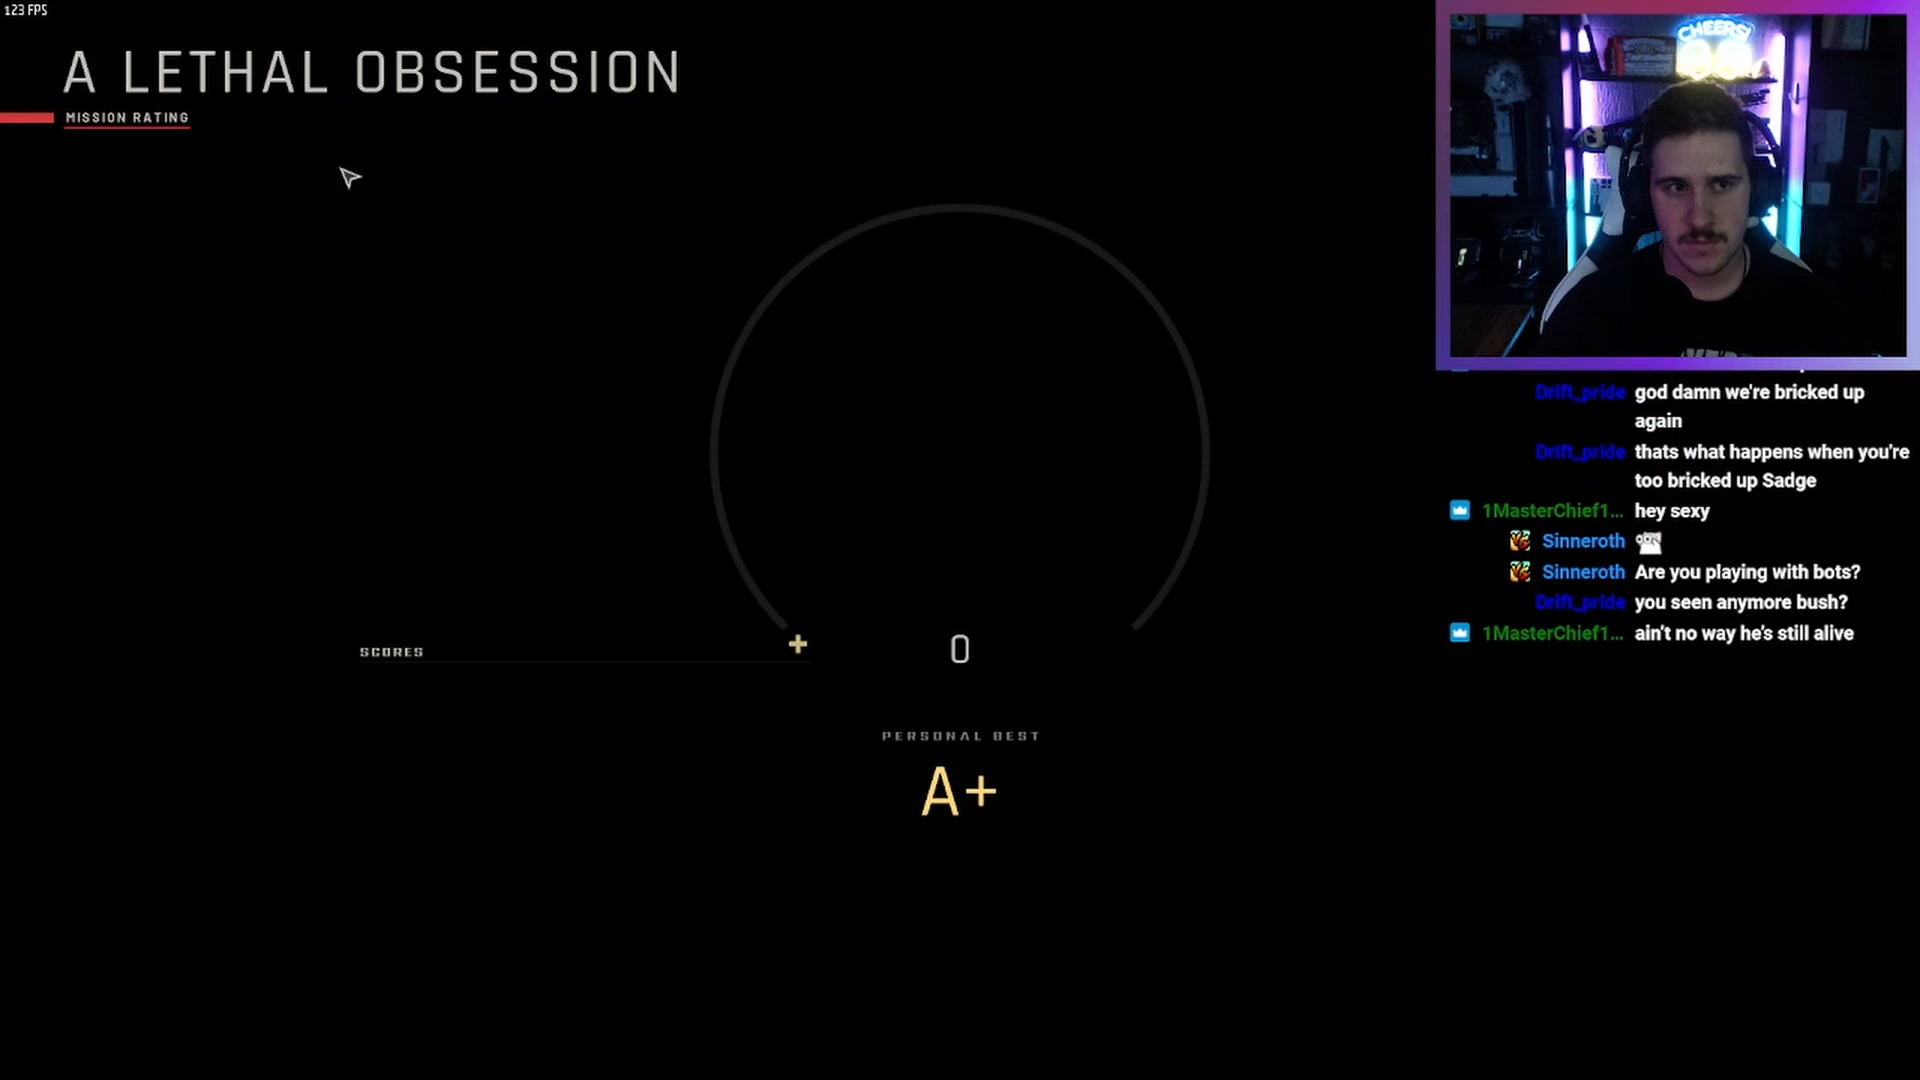 123 FPS
A LETHAL OBSESSION
MISSION RATING
CHEERS!
SCORES
0
PERSONAL BEST
A+
Drift_pride god damn we're bricked up
again
Drift_pride thats what happens when you're
too bricked up Sadge
1MasterChief1... hey sexy
Sinneroth
Sinneroth Are you playing with bots?
Drift_pride you seen anymore bush?
1MasterChief1... ain't no way he's still alive